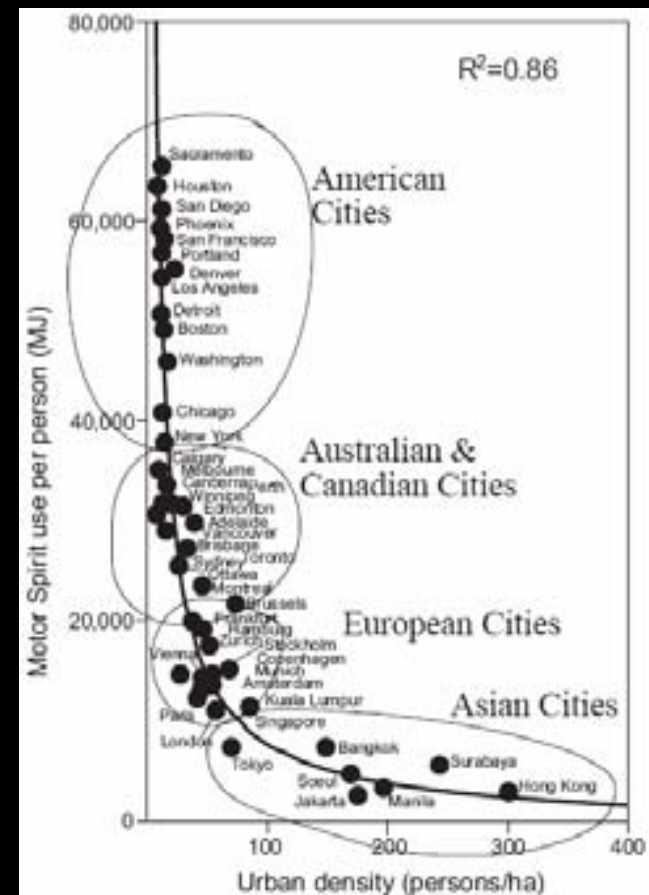 80,000
R²=0.86
Sacramento
American
Cities
Houston
San Diego
60,000
Phoenix
San Francisco
Portland
Denver
Los Angeles
Detroit
Boston
Washington
Chicago
40,000
New York
Australian &
Canadian Cities
Calgary
Melbourne
Winnipeg
Edmonton
Adelaide
Vancouver
Brisbage
Toronto
Sydney
Ottawa
Montreal
20,000
Brussels
European Cities
Frankfurt
Hamburg
Zurich
Stockholm
Vienna
Copenhagen
Munich
Amsterdam
Asian Cities
Kuala Lumpur
Paris
Singapore
London
Bangkok
Tokyo
Surabaya
Seoul
Hong Kong
Jakarta
Manila
0
100
200
300
400
Motor Spirit use per person (MJ)
Urban density (persons/ha)